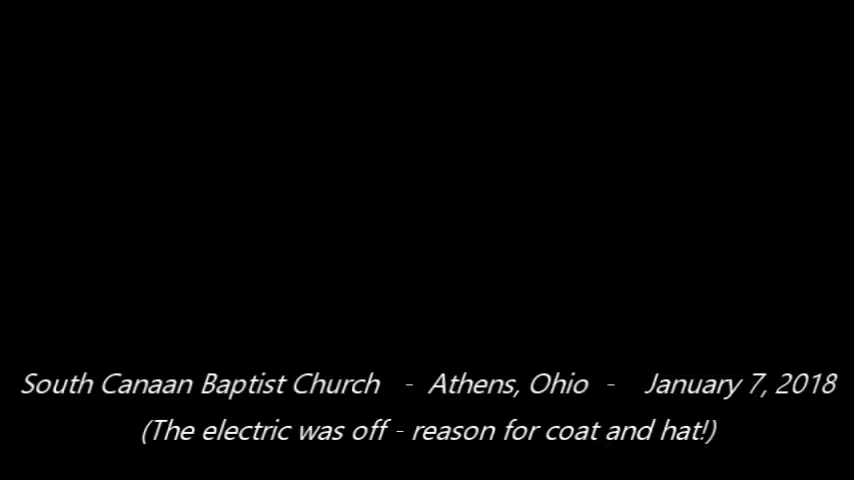 South Canaan Baptist Church - Athens, Ohio - January 7, 2018
(The electric was off - reason for coat and hat!)